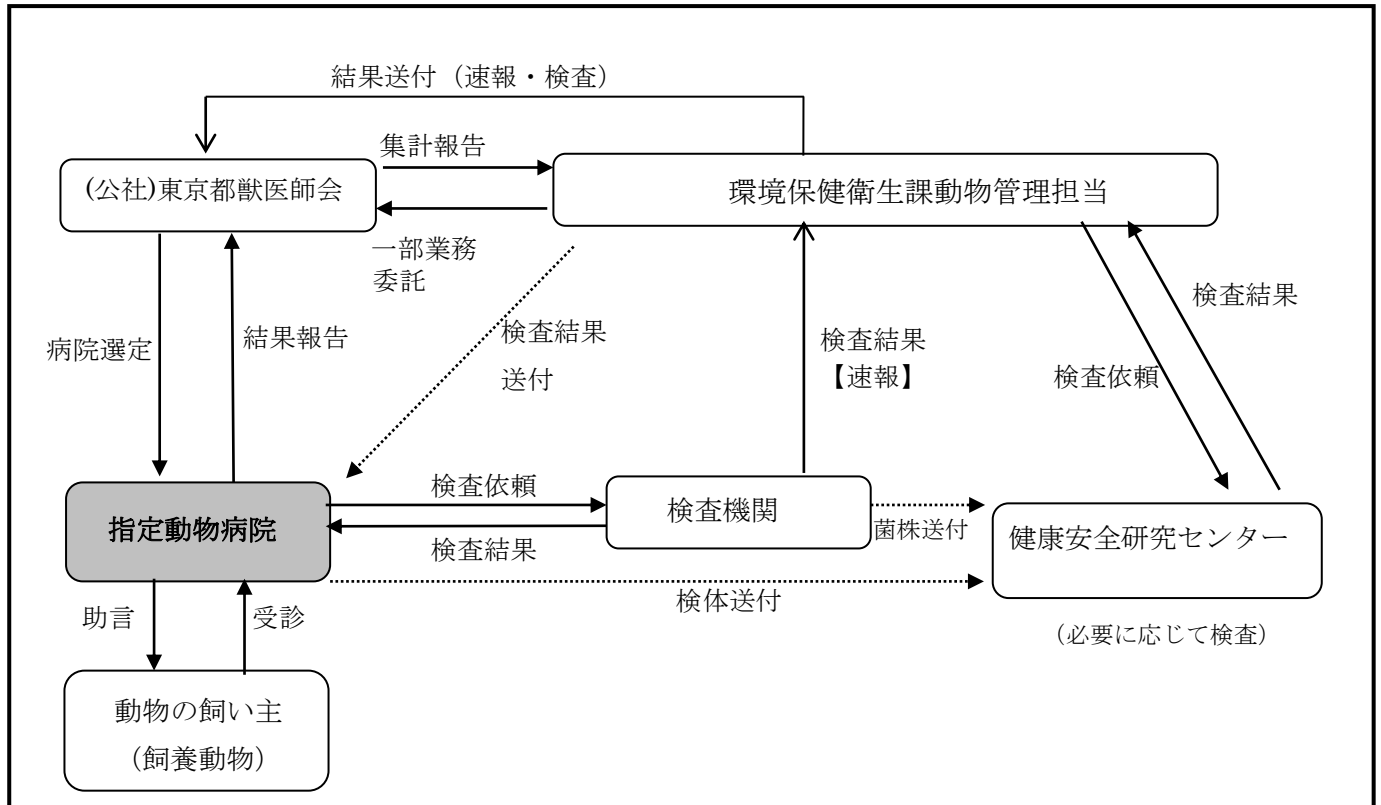 結果送付（速報・検査）
集計報告
(公社)東京都獣医師会
環境保健衛生課動物管理担当
一部業務
委託
病院選定
結果報告
検査結果
送付
検査結果
【速報】
検査依頼
検査結果
指定動物病院
検査依頼
検査結果
検査機関
菌株送付
健康安全研究センター
検体送付
（必要に応じて検査）
助言
受診
動物の飼い主
（飼養動物）